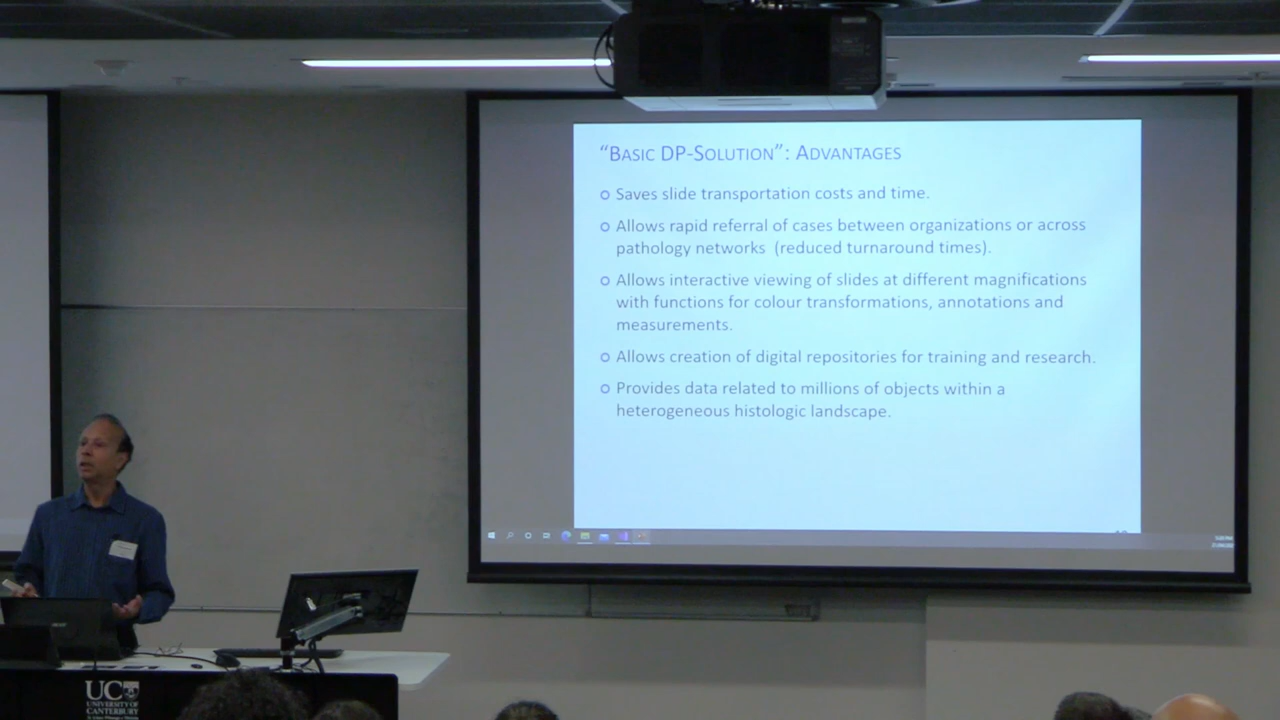 “BASIC DP-SOLUTION”: ADVANTAGES
Saves slide transportation costs and time.
Allows rapid referral of cases between organizations or across
pathology networks (reduced turnaround times).
Allows interactive viewing of slides at different magnifications
with functions for colour transformations, annotations and
measurements.
Allows creation of digital repositories for training and research.
Provides data related to millions of objects within a
heterogeneous histologic landscape.
UC
UNIVERSITY OF
CANTERBURY